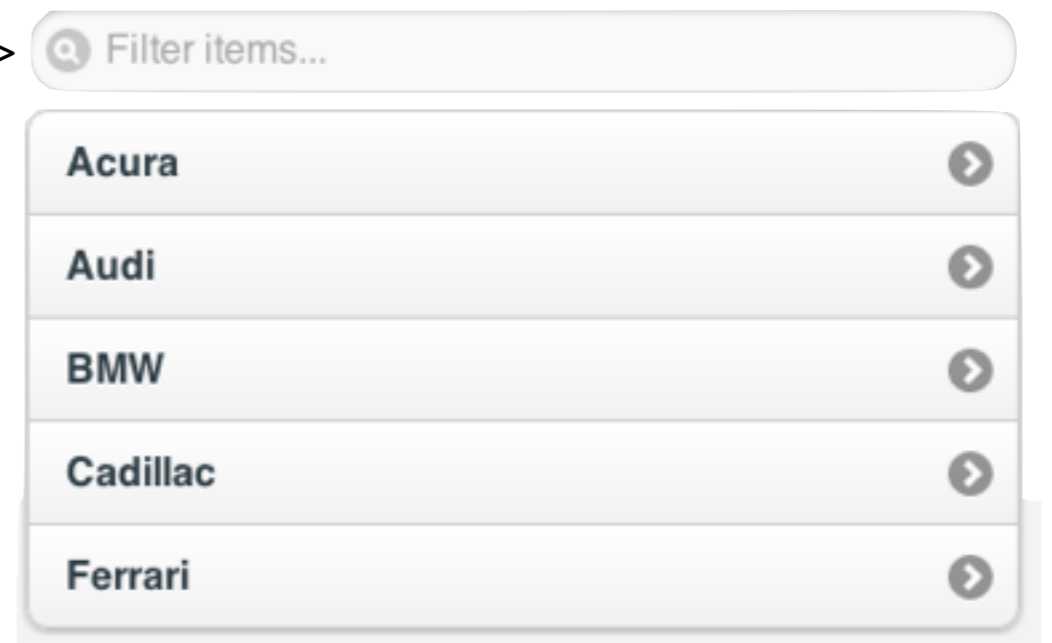 > Filter items...
Acura
Audi
BMW
Cadillac
Ferrari